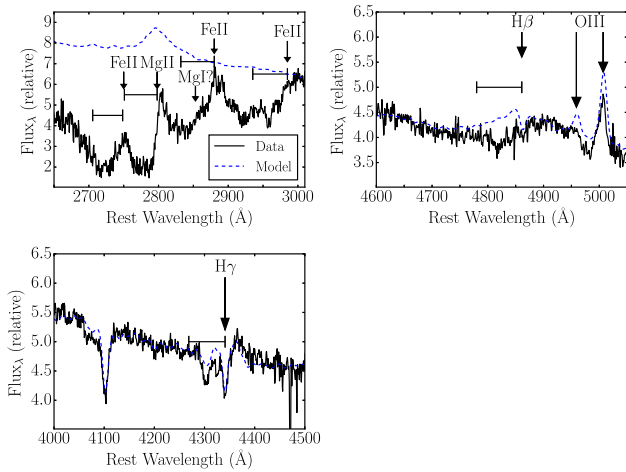 FeII
FeII
FeII MgII
MgI?
9
8
7
6
5
4
3
2
Flux_λ (relative)
Data
Model
2700 2800 2900 3000
Rest Wavelength (Å)
Hβ OIII
6.5
6.0
5.5
5.0
4.5
4.0
3.5
Flux_λ (relative)
4600 4700 4800 4900 5000
Rest Wavelength (Å)
Hγ
6.5
6.0
5.5
5.0
4.5
4.0
Flux_λ (relative)
4000 4100 4200 4300 4400 4500
Rest Wavelength (Å)